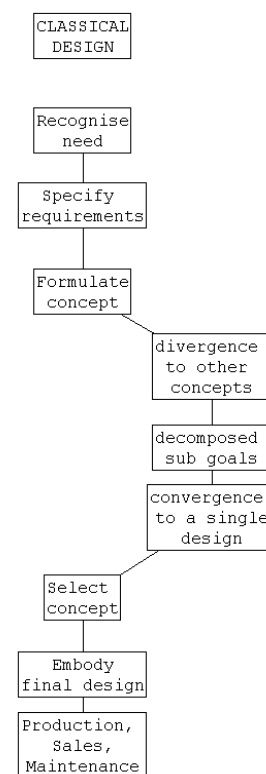 CLASSICAL
DESIGN
Recognise
need
Specify
requirements
Formulate
concept
divergence
to other
concepts
decomposed
sub goals
convergence
to a single
design
Select
concept
Embody
final design
Production,
Sales,
Maintenance